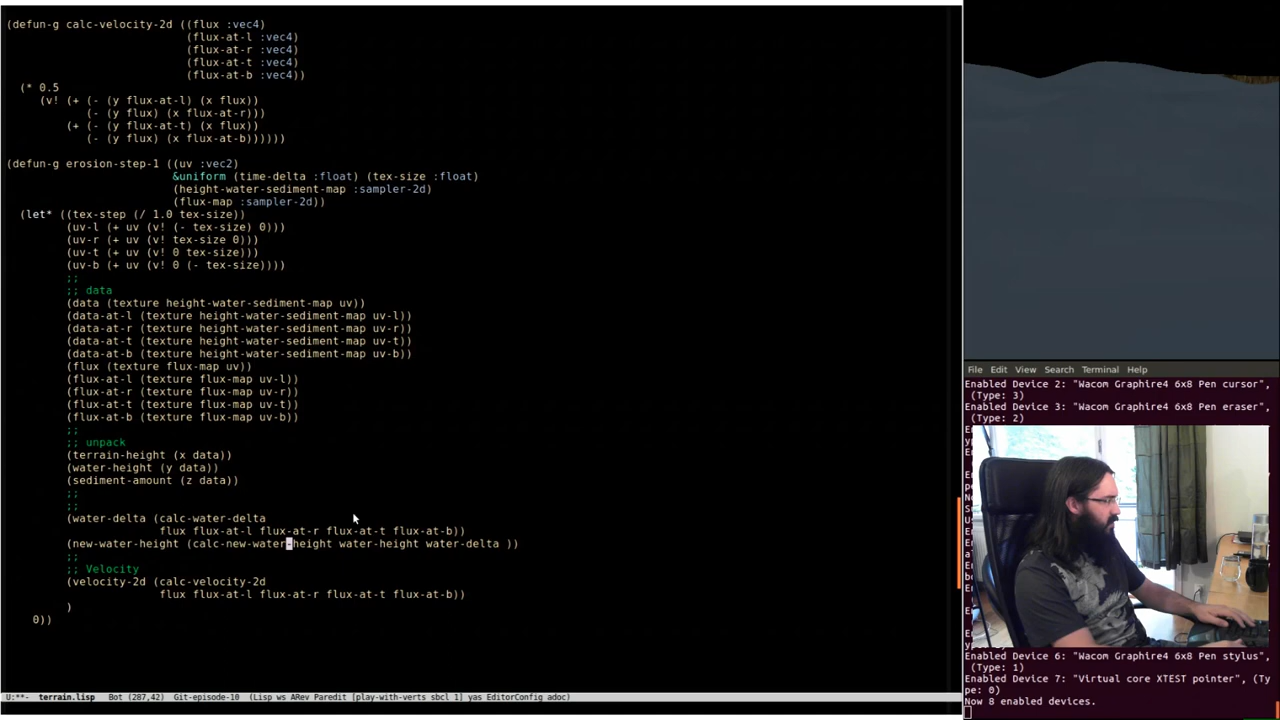 (defun-g calc-velocity-2d ((flux :vec4)
(flux-at-l :vec4)
(flux-at-r :vec4)
(flux-at-t :vec4)
(flux-at-b :vec4))
(* 0.5
(v! (+ (- (y flux-at-l) (x flux))
(- (y flux) (x flux-at-r)))
(+ (- (y flux-at-t) (x flux))
(- (y flux) (x flux-at-b))))))
(defun-g erosion-step-1 ((uv :vec2)
&uniform (time-delta :float) (tex-size :float)
(height-water-sediment-map :sampler-2d)
(flux-map :sampler-2d))
(let* ((tex-step (/ 1.0 tex-size))
(uv-l (+ uv (v! (- tex-size) 0)))
(uv-r (+ uv (v! tex-size 0)))
(uv-t (+ uv (v! 0 tex-size)))
(uv-b (+ uv (v! 0 (- tex-size))))
;;
;; data
(data (texture height-water-sediment-map uv))
(data-at-l (texture height-water-sediment-map uv-l))
(data-at-r (texture height-water-sediment-map uv-r))
(data-at-t (texture height-water-sediment-map uv-t))
(data-at-b (texture height-water-sediment-map uv-b))
(flux (texture flux-map uv))
(flux-at-l (texture flux-map uv-l))
(flux-at-r (texture flux-map uv-r))
(flux-at-t (texture flux-map uv-t))
(flux-at-b (texture flux-map uv-b))
;;
;; unpack
(terrain-height (x data))
(water-height (y data))
(sediment-amount (z data))
;;
;;
(water-delta (calc-water-delta
flux flux-at-l flux-at-r flux-at-t flux-at-b))
(new-water-height (calc-new-water-height water-height water-delta ))
;;
;; Velocity
(velocity-2d (calc-velocity-2d
flux flux-at-l flux-at-r flux-at-t flux-at-b))
)
0))
U:**- terrain.lisp Bot (287,42) Git-episode-10 (Lisp ws ARev Paredit [play-with-verts sbcl 1] yas EditorConfig adoc)
File Edit View Search Terminal Help
Enabled Device 2: "Wacom Graphire4 6x8 Pen cursor",
(Type: 3)
Enabled Device 3: "Wacom Graphire4 6x8 Pen eraser",
(Type: 2)
Enabled Device 6: "Wacom Graphire4 6x8 Pen stylus",
(Type: 1)
Enabled Device 7: "Virtual core XTEST pointer", (Ty
pe: 0)
Now 8 enabled devices.